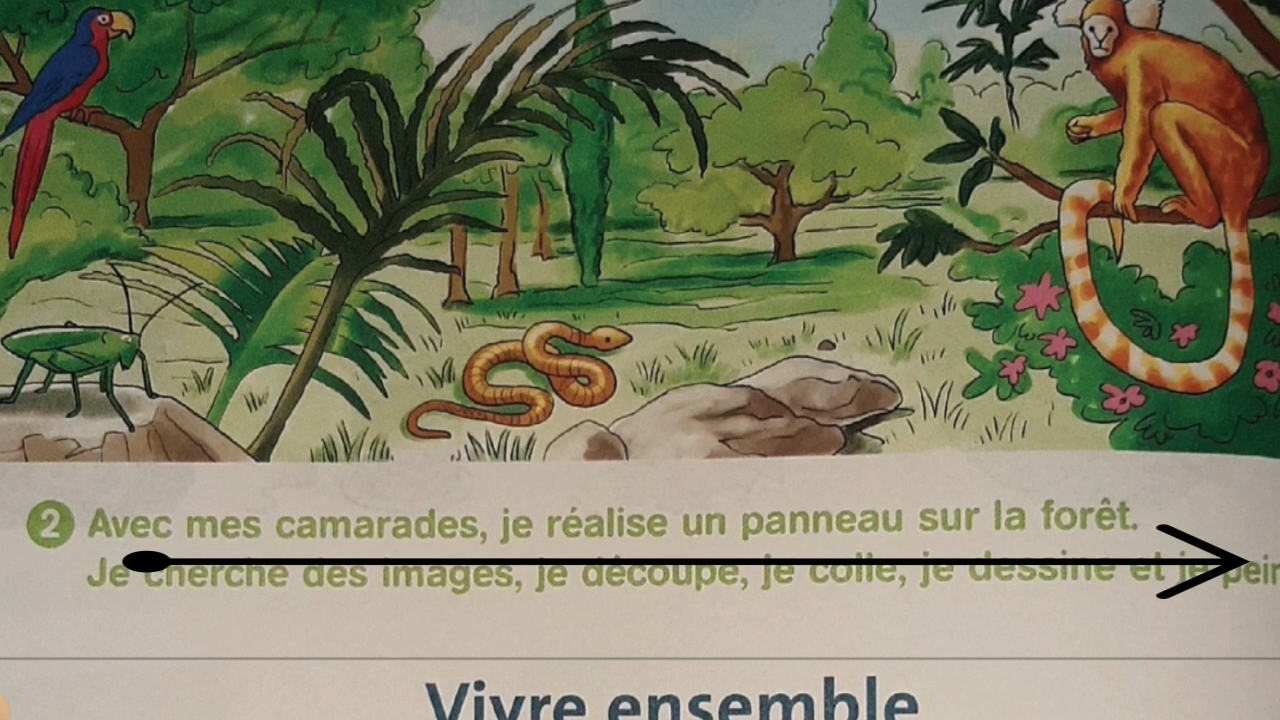 2 Avec mes camarades, je réalise un panneau sur la forêt.
Je cherche des images, je découpe, je colle, je dessine et je
Vivre ensemble